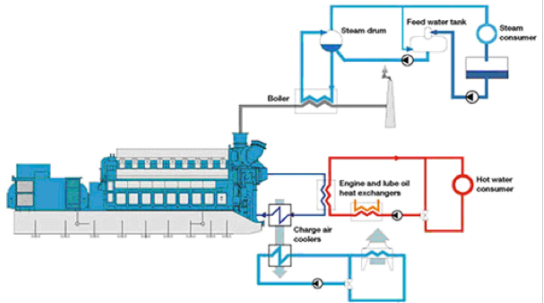 Steam drum
Feed water tank
Steam
consumer
Boiler
Engine and lube oil
heat exchangers
Hot water
consumer
Charge air
coolers